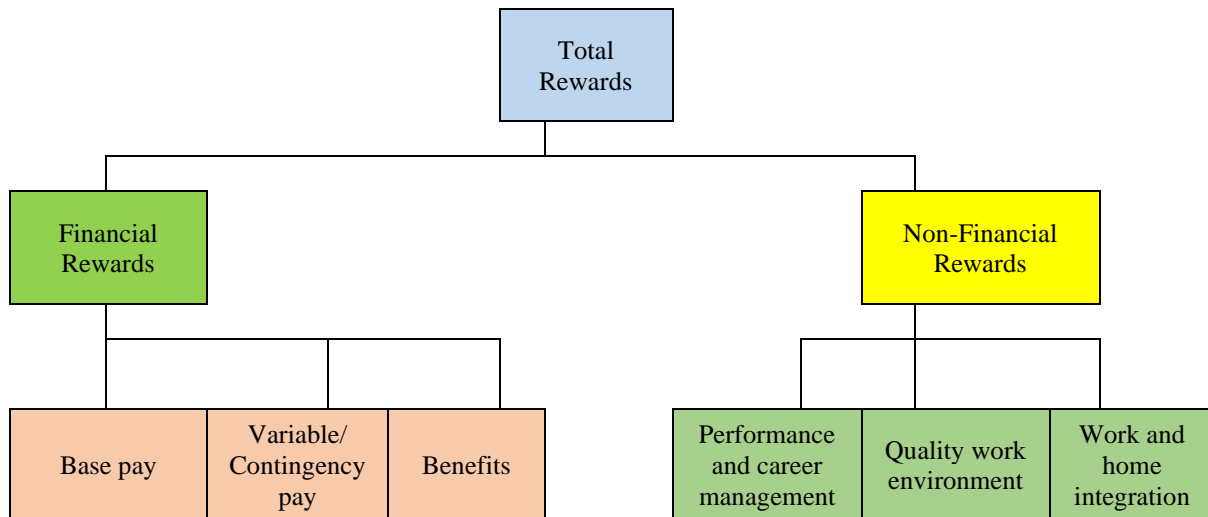 Total
Rewards
Financial
Rewards
Non-Financial
Rewards
Base pay
Variable/
Contingency
pay
Benefits
Performance
and career
management
Quality work
environment
Work and
home
integration